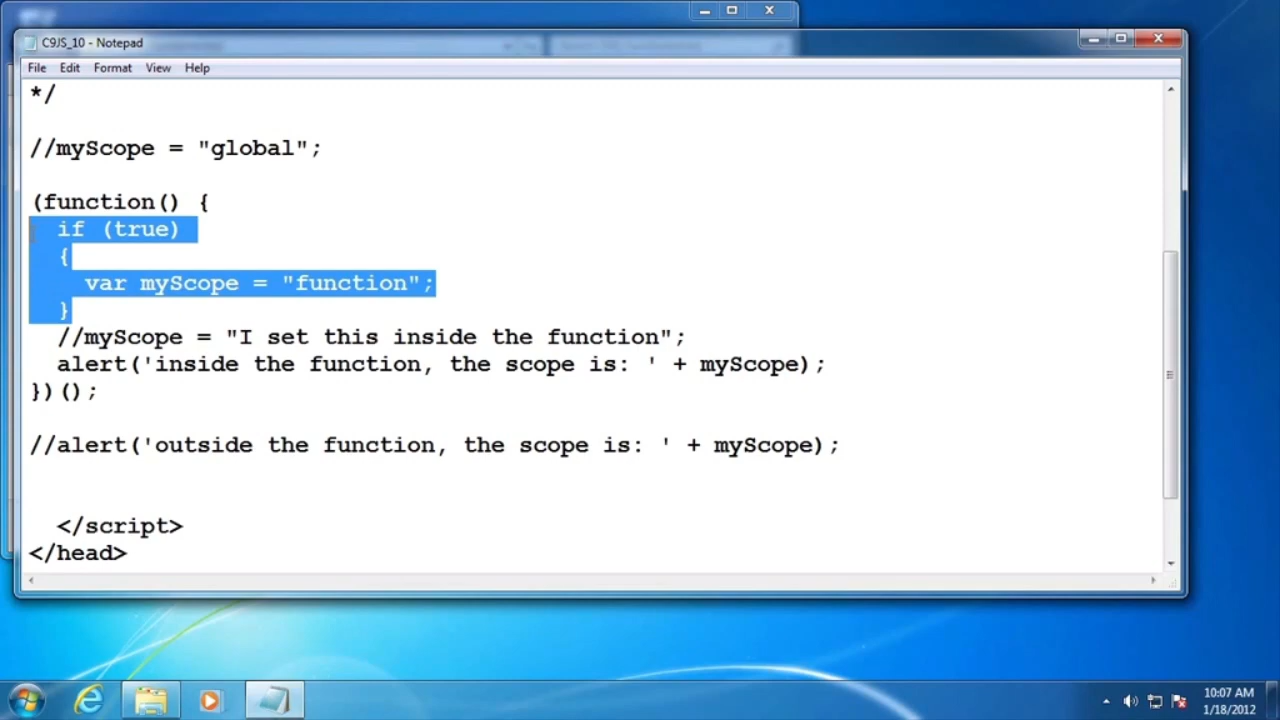 C9JS_10 - Notepad
File Edit Format View Help
*/
//myScope = "global";
(function() {
if (true)
{
var myScope = "function";
}
//myScope = "I set this inside the function";
alert('inside the function, the scope is: ' + myScope);
})();
//alert('outside the function, the scope is: ' + myScope);
</script>
</head>
10:07 AM
1/18/2012